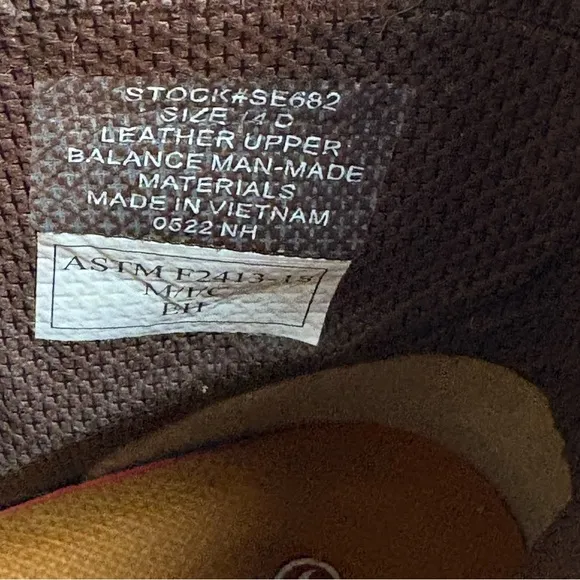 STOCK#SE682
SIZE 14 D
LEATHER UPPER
BALANCE MAN-MADE
MATERIALS
MADE IN VIETNAM
0522 NH
ASTM F2413-18
M/I/C
EH